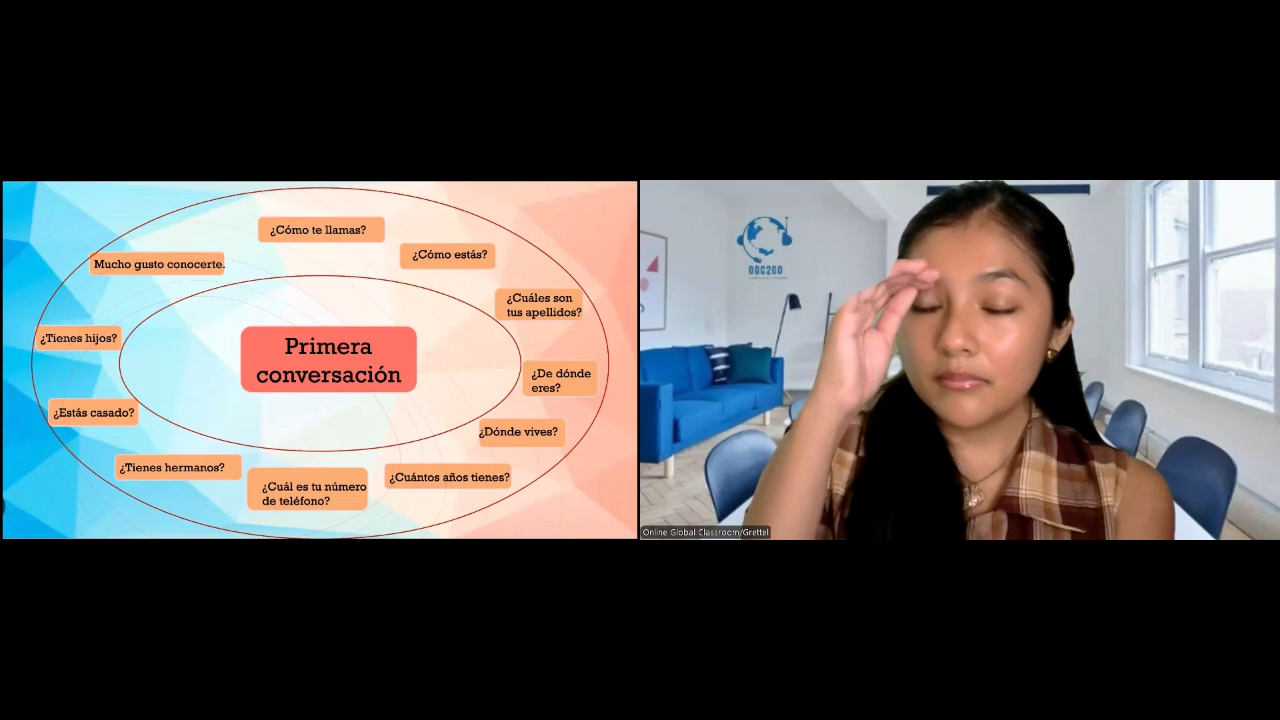 ¿Cómo te llamas?
¿Cómo estás?
Mucho gusto conocerte.
¿Cuáles son
tus apellidos?
¿Tienes hijos?
Primera
conversación
¿De dónde
eres?
¿Estás casado?
¿Dónde vives?
¿Tienes hermanos?
¿Cuántos años tienes?
¿Cuál es tu número
de teléfono?
ODC2GO
Online Global Classroom/Grettel